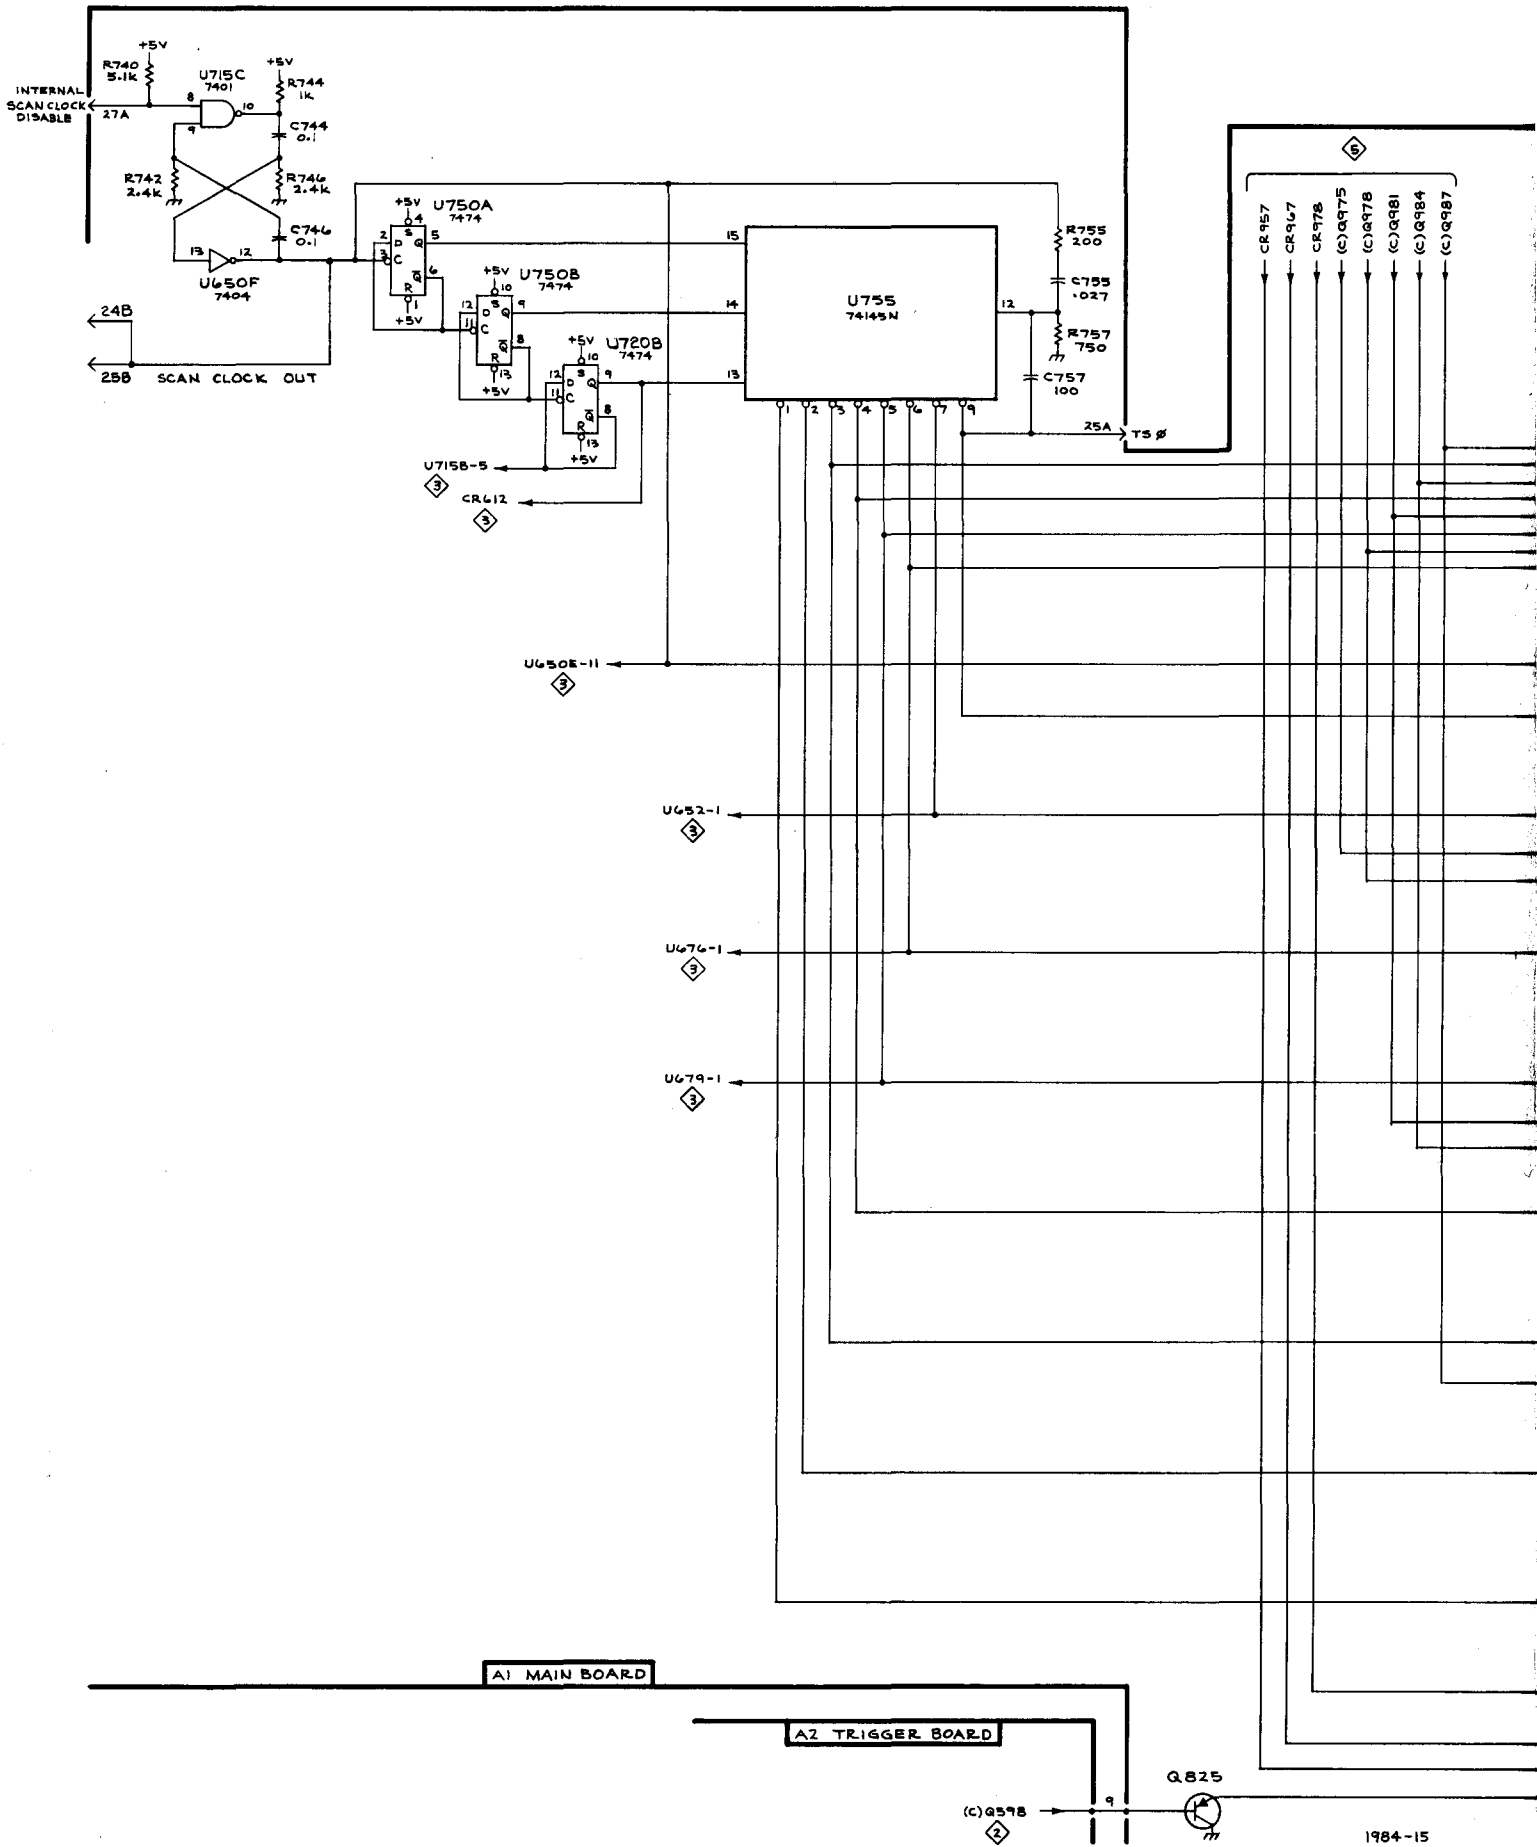 +5V
R740
5.1K
U715C
7401
+5V
R744
1K
INTERNAL
SCAN CLOCK
DISABLE
27A
8
9
10
C744
0.1
R742
2.4K
R746
2.4K
C746
0.1
13
12
U650F
7404
24B
25B
SCAN CLOCK OUT
+5V
4
U750A
7474
2
D
S
Q
5
3
C
Q
6
R
1
+5V
+5V
10
U750B
7474
12
D
S
Q
9
11
C
Q
8
R
13
+5V
+5V
10
U720B
7474
12
D
S
Q
9
11
C
Q
8
R
13
+5V
U715B-5
3
CR612
3
15
14
13
U755
74145N
12
1
2
3
4
5
6
7
9
R755
200
C755
.027
R757
750
C757
100
25A
TS Ø
5
CR957
CR967
CR978
(C)Q975
(C)Q978
(C)Q981
(C)Q984
(C)Q987
U650E-11
3
U652-1
3
U676-1
3
U679-1
3
A1 MAIN BOARD
A2 TRIGGER BOARD
(C)Q598
2
9
Q825
1984-15